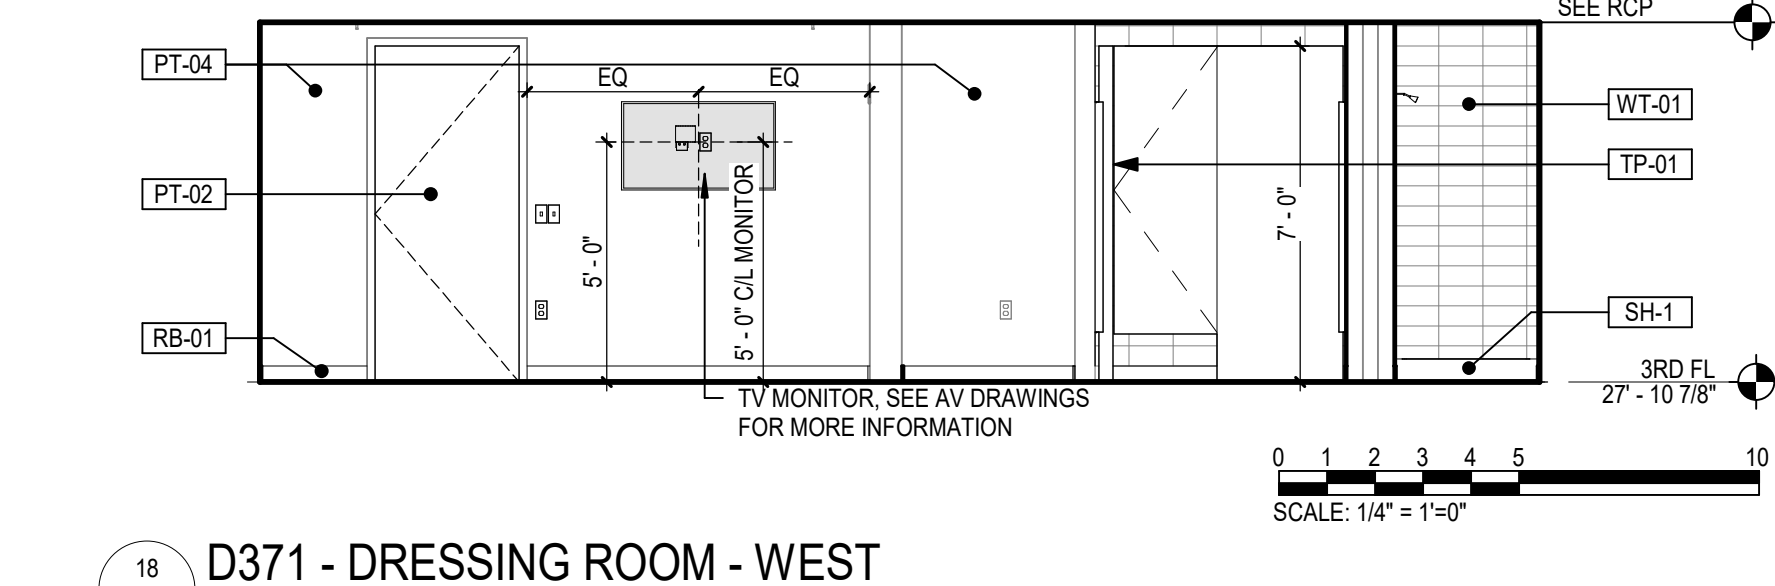 SEE RCP
PT-04
EQ
EQ
WT-01
TP-01
PT-02
7' - 0"
5' - 0"
5' - 0" C/L MONITOR
SH-1
RB-01
3RD FL
27' - 10 7/8"
TV MONITOR, SEE AV DRAWINGS
FOR MORE INFORMATION
0 1 2 3 4 5 10
SCALE: 1/4" = 1'=0"
18
D371 - DRESSING ROOM - WEST